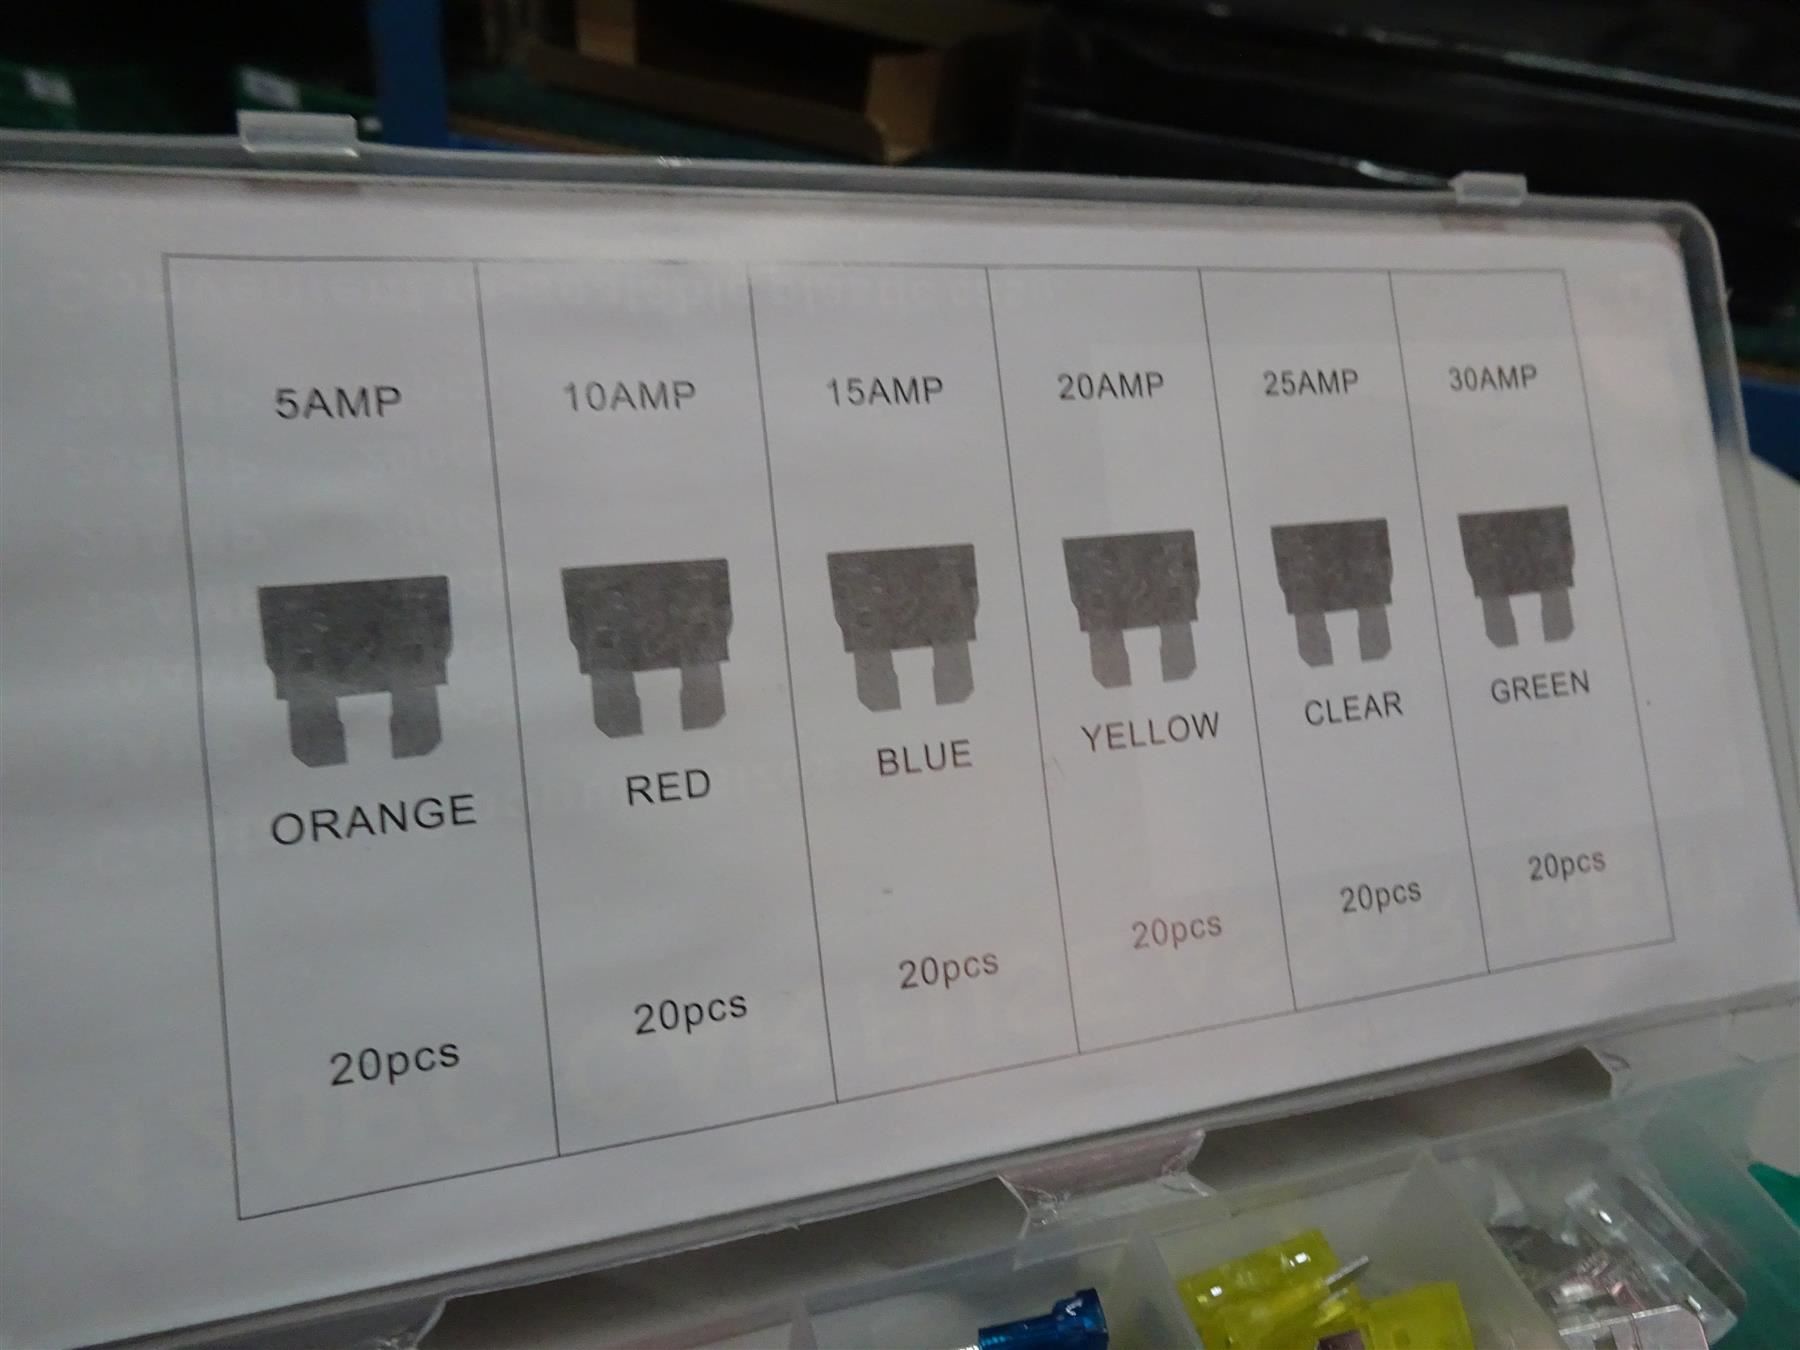 5AMP 10AMP 15AMP 20AMP 25AMP 30AMP
ORANGE RED BLUE YELLOW CLEAR GREEN
20pcs 20pcs 20pcs 20pcs 20pcs 20pcs